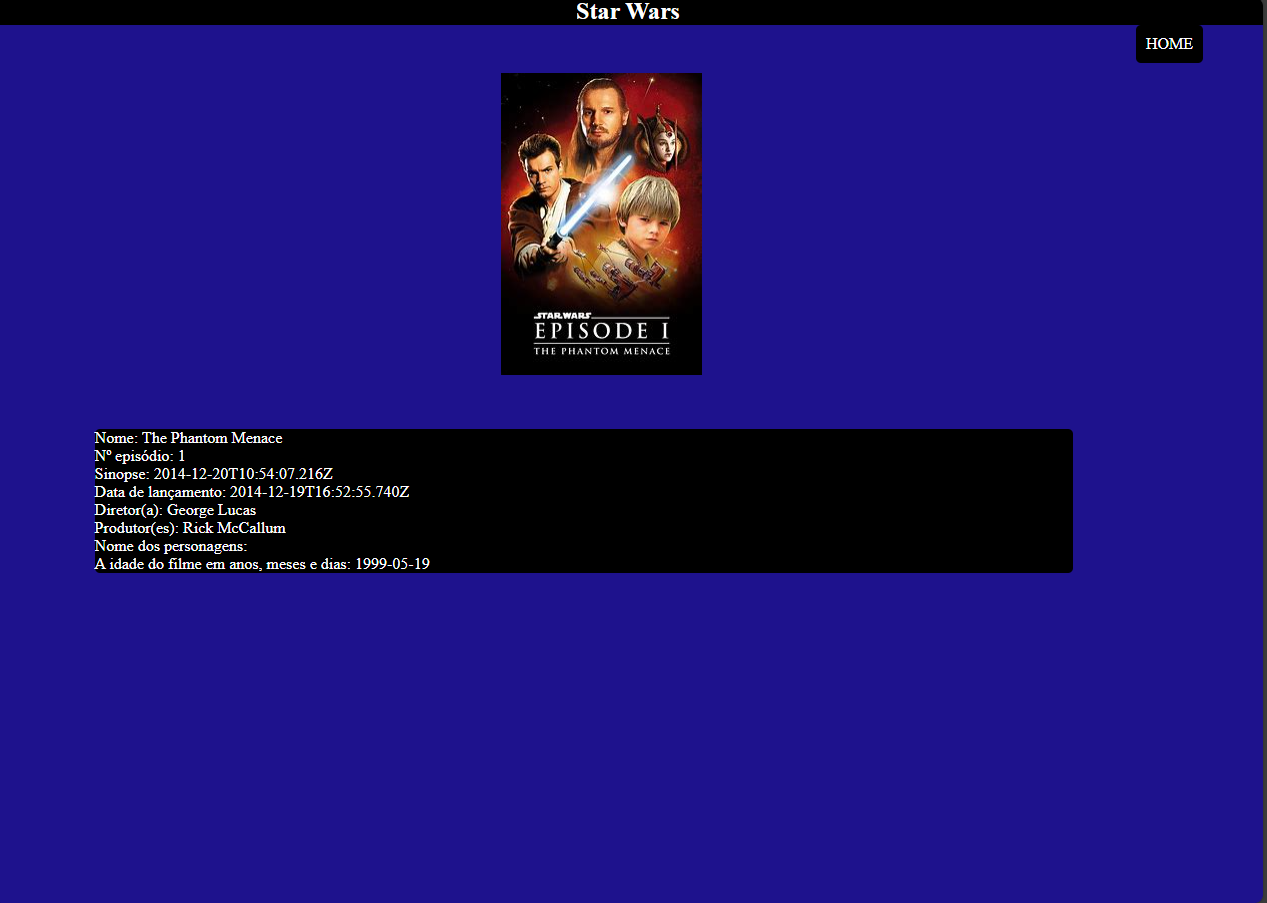 Star Wars
HOME
STAR WARS
EPISODE I
THE PHANTOM MENACE
Nome: The Phantom Menace
Nº episódio: 1
Sinopse: 2014-12-20T10:54:07.216Z
Data de lançamento: 2014-12-19T16:52:55.740Z
Diretor(a): George Lucas
Produtor(es): Rick McCallum
Nome dos personagens:
A idade do filme em anos, meses e dias: 1999-05-19